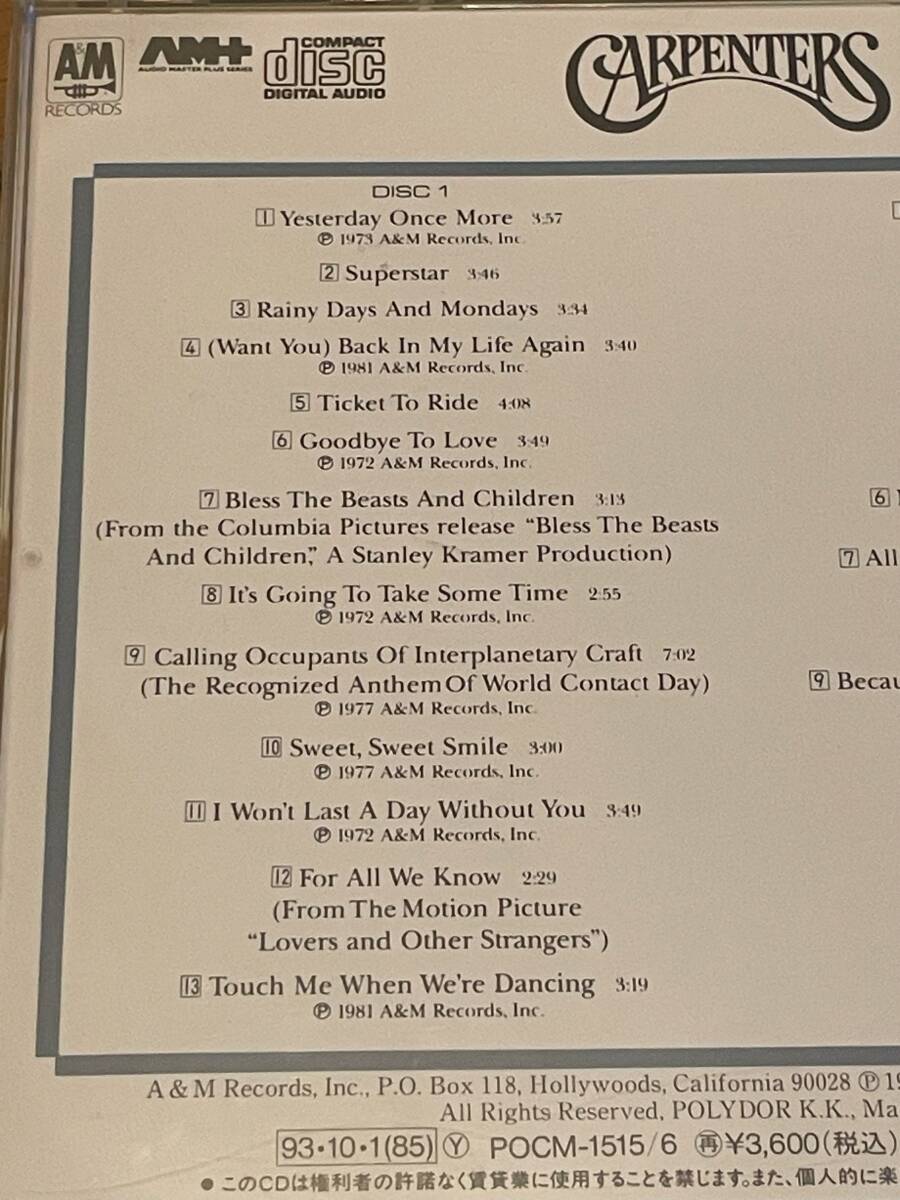 A&M
RECORDS
AM+
AUDIO MASTER PLUS SERIES
COMPACT
disc
DIGITAL AUDIO
CARPENTERS
DISC 1
1 Yesterday Once More 3:57
℗ 1973 A&M Records, Inc.
2 Superstar 3:46
3 Rainy Days And Mondays 3:34
4 (Want You) Back In My Life Again 3:40
℗ 1981 A&M Records, Inc.
5 Ticket To Ride 4:08
6 Goodbye To Love 3:49
℗ 1972 A&M Records, Inc.
7 Bless The Beasts And Children 3:13
(From the Columbia Pictures release “Bless The Beasts
And Children,” A Stanley Kramer Production)
8 It's Going To Take Some Time 2:55
℗ 1972 A&M Records, Inc.
9 Calling Occupants Of Interplanetary Craft 7:02
(The Recognized Anthem Of World Contact Day)
℗ 1977 A&M Records, Inc.
10 Sweet, Sweet Smile 3:00
℗ 1977 A&M Records, Inc.
11 I Won't Last A Day Without You 3:49
℗ 1972 A&M Records, Inc.
12 For All We Know 2:29
(From The Motion Picture
“Lovers and Other Strangers”)
13 Touch Me When We're Dancing 3:19
℗ 1981 A&M Records, Inc.
6
7 All
9 Becau
A & M Records, Inc., P.O. Box 118, Hollywoods, California 90028 ℗ 19
All Rights Reserved, POLYDOR K.K., Ma
93・10・1(85) Ⓨ POCM-1515/6 ㊢¥3,600(税込)
● このCDは権利者の許諾なく賃貸業に使用することを禁じます。また、個人的に楽